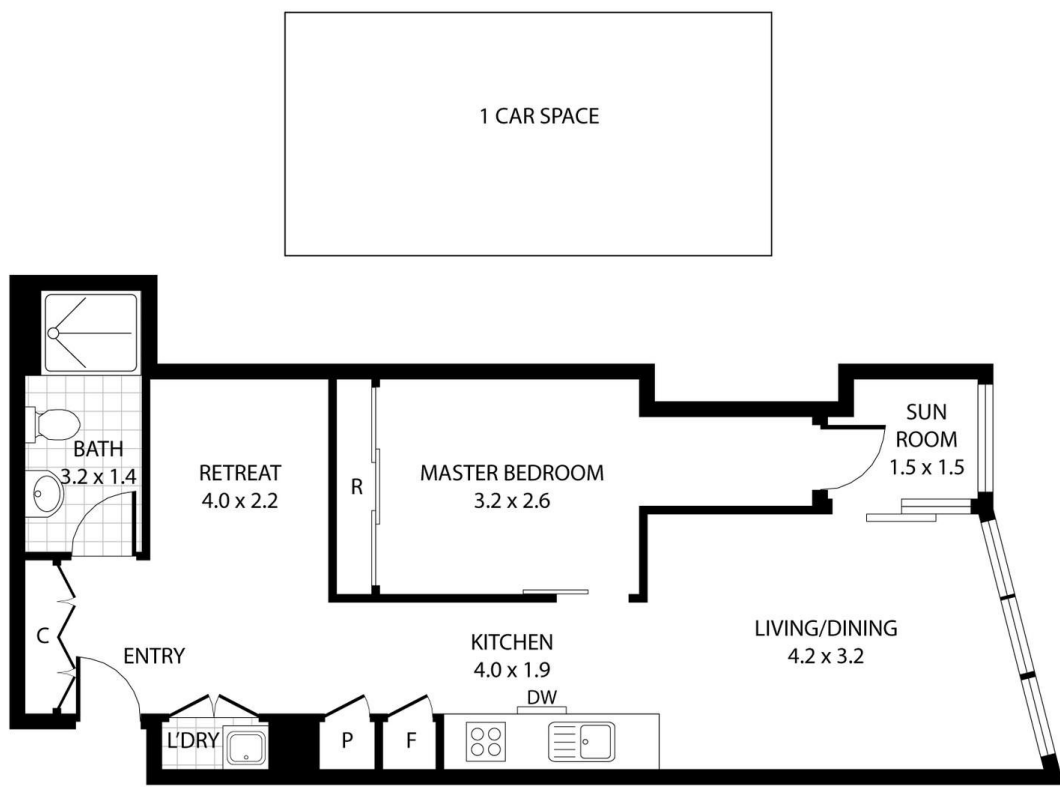 1 CAR SPACE
SUN
ROOM
1.5 x 1.5
BATH
3.2 x 1.4
RETREAT
4.0 x 2.2
R
MASTER BEDROOM
3.2 x 2.6
C
ENTRY
KITCHEN
4.0 x 1.9
LIVING/DINING
4.2 x 3.2
DW
L'DRY
P
F